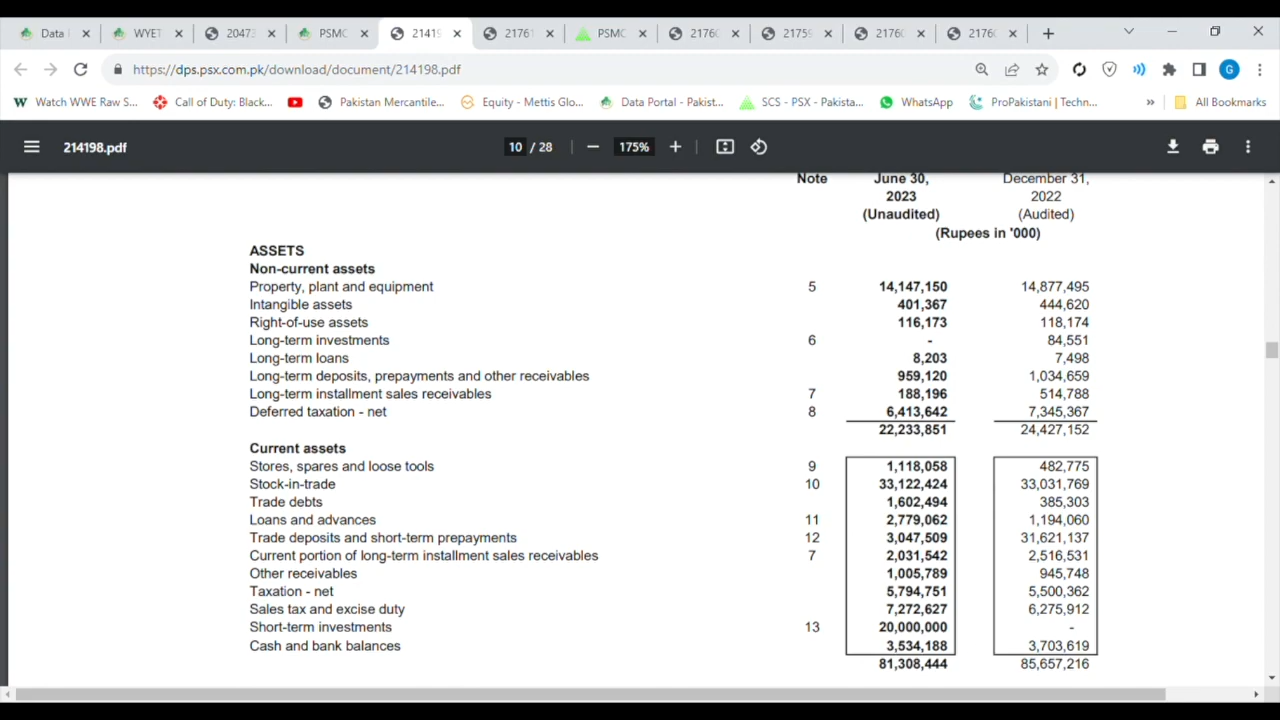 Data
WYET
20473
PSMC
21419
21761
PSMC
2176
2175
2176
2176
https://dps.psx.com.pk/download/document/214198.pdf
G
W Watch WWE Raw S...
Call of Duty: Black...
Pakistan Mercantile...
Equity - Mettis Glo...
Data Portal - Pakist...
SCS - PSX - Pakista...
WhatsApp
ProPakistani | Techn...
» All Bookmarks
214198.pdf
10 / 28
175%
Note June 30, December 31,
2023 2022
(Unaudited) (Audited)
(Rupees in '000)
ASSETS
Non-current assets
Property, plant and equipment 5 14,147,150 14,877,495
Intangible assets 401,367 444,620
Right-of-use assets 116,173 118,174
Long-term investments 6 - 84,551
Long-term loans 8,203 7,498
Long-term deposits, prepayments and other receivables 959,120 1,034,659
Long-term installment sales receivables 7 188,196 514,788
Deferred taxation - net 8 6,413,642 7,345,367
22,233,851 24,427,152
Current assets
Stores, spares and loose tools 9 1,118,058 482,775
Stock-in-trade 10 33,122,424 33,031,769
Trade debts 1,602,494 385,303
Loans and advances 11 2,779,062 1,194,060
Trade deposits and short-term prepayments 12 3,047,509 31,621,137
Current portion of long-term installment sales receivables 7 2,031,542 2,516,531
Other receivables 1,005,789 945,748
Taxation - net 5,794,751 5,500,362
Sales tax and excise duty 7,272,627 6,275,912
Short-term investments 13 20,000,000 -
Cash and bank balances 3,534,188 3,703,619
81,308,444 85,657,216